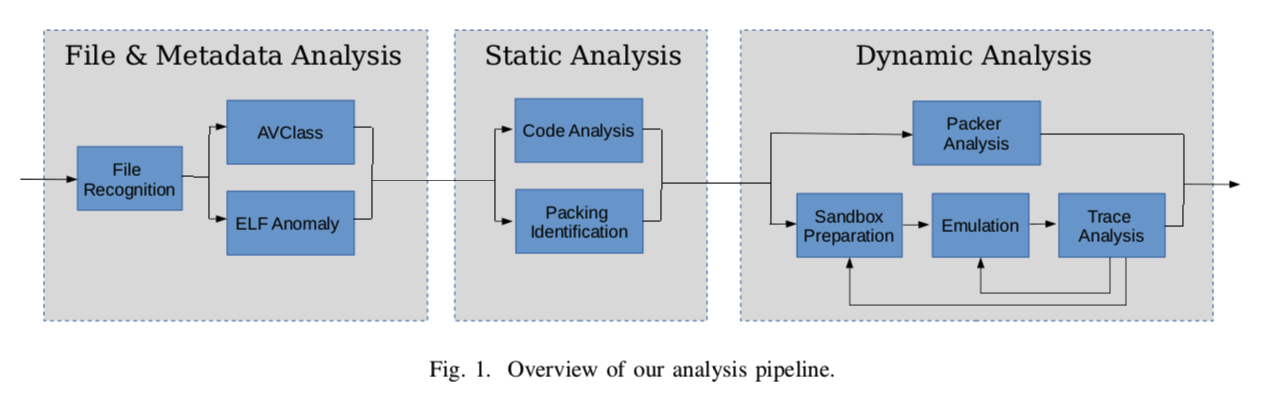 File & Metadata Analysis
File
Recognition
AVClass
ELF Anomaly
Static Analysis
Code Analysis
Packing
Identification
Dynamic Analysis
Packer
Analysis
Sandbox
Preparation
Emulation
Trace
Analysis
Fig. 1. Overview of our analysis pipeline.